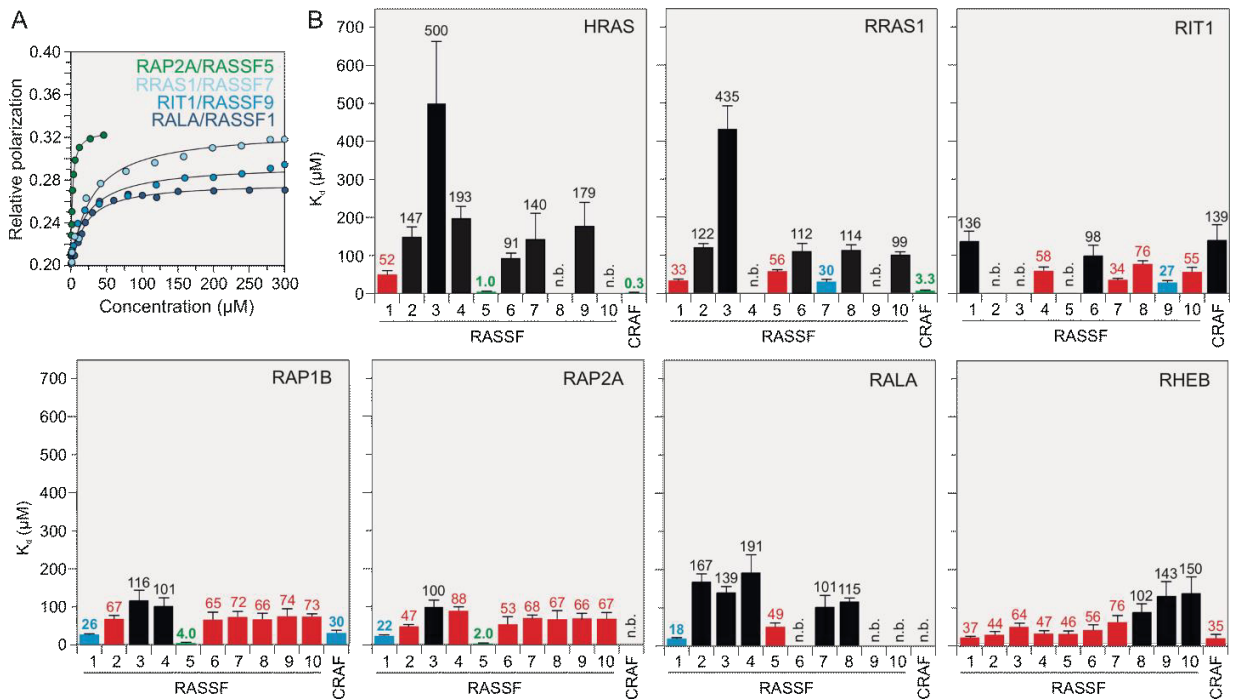 A
0.40
0.36
0.32
0.28
0.24
0.20
Relative polarization
RAP2A/RASSF5
RRAS1/RASSF7
RIT1/RASSF9
RALA/RASSF1
0 50 100 150 200 250 300
Concentration (µM)
B
HRAS
700
600
500
400
300
200
100
0
K_d (µM)
52 147 500 193 1.0 91 140 n.b. 179 n.b. 0.3
1 2 3 4 5 6 7 8 9 10 CRAF
RASSF
RRAS1
33 122 435 n.b. 56 112 30 114 n.b. 99 3.3
1 2 3 4 5 6 7 8 9 10 CRAF
RASSF
RIT1
136 n.b. n.b. 58 n.b. 98 34 76 27 55 139
1 2 3 4 5 6 7 8 9 10 CRAF
RASSF
RAP1B
700
600
500
400
300
200
100
0
K_d (µM)
26 67 116 101 4.0 65 72 66 74 73 30
1 2 3 4 5 6 7 8 9 10 CRAF
RASSF
RAP2A
22 47 100 88 2.0 53 68 67 66 67 n.b.
1 2 3 4 5 6 7 8 9 10 CRAF
RASSF
RALA
18 167 139 191 49 n.b. 101 115 n.b. n.b. n.b.
1 2 3 4 5 6 7 8 9 10 CRAF
RASSF
RHEB
37 44 64 47 46 56 76 102 143 150 35
1 2 3 4 5 6 7 8 9 10 CRAF
RASSF